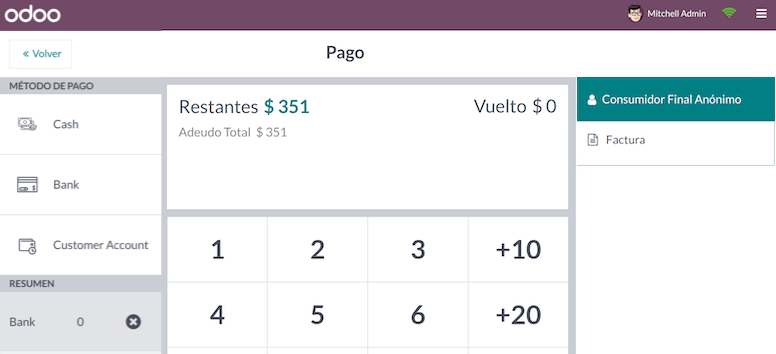 odoo
Mitchell Admin
« Volver
Pago
MÉTODO DE PAGO
Cash
Bank
Customer Account
RESUMEN
Bank 0
Restantes $ 351
Vuelto $ 0
Adeudo Total $ 351
1 2 3 +10
4 5 6 +20
Consumidor Final Anónimo
Factura